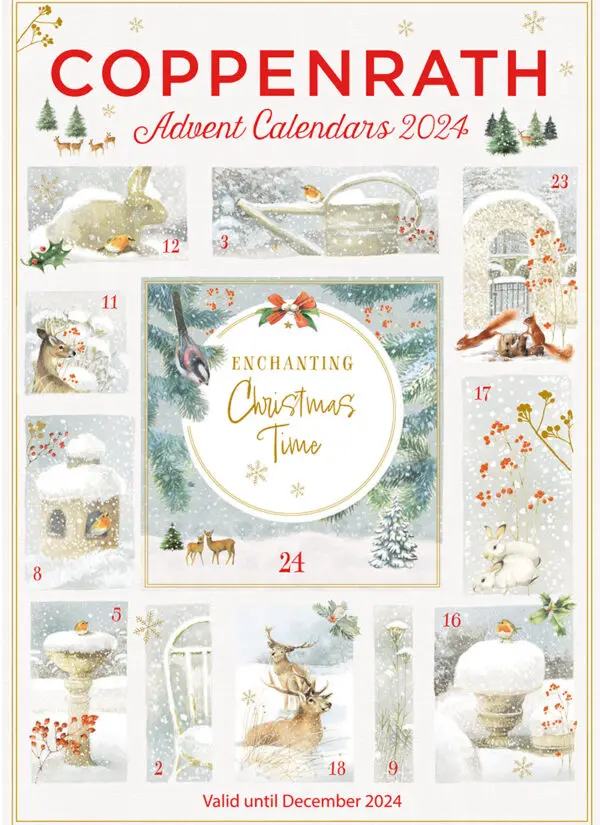 COPPENRATH
Advent Calendars 2024
12
3
23
11
ENCHANTING
Christmas
Time
17
8
24
5
2
18
9
16
Valid until December 2024